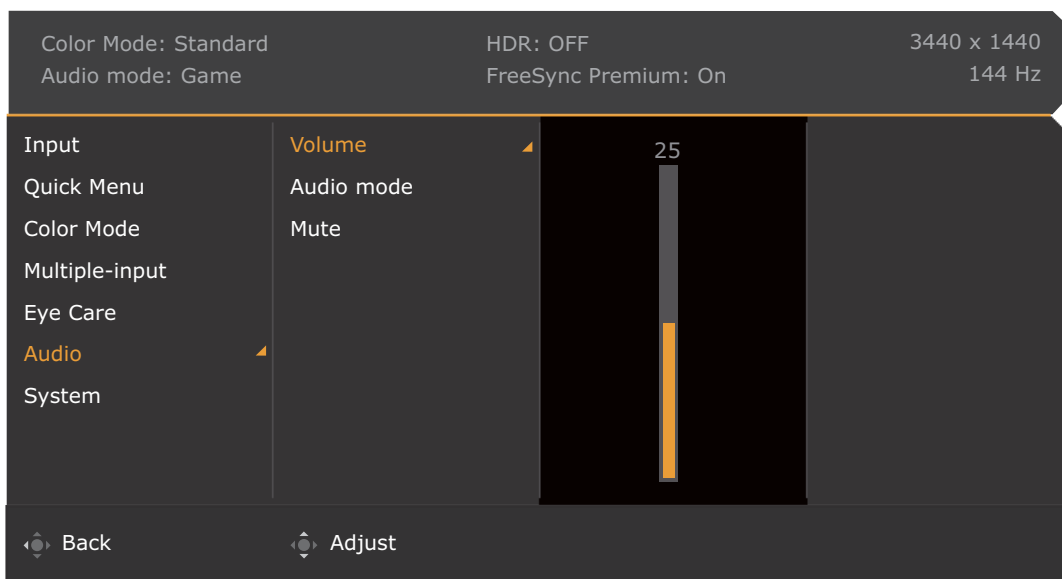 Color Mode: Standard
HDR: OFF
3440 x 1440
Audio mode: Game
FreeSync Premium: On
144 Hz
Input
Quick Menu
Color Mode
Multiple-input
Eye Care
Audio
System
Volume
Audio mode
Mute
25
Back
Adjust